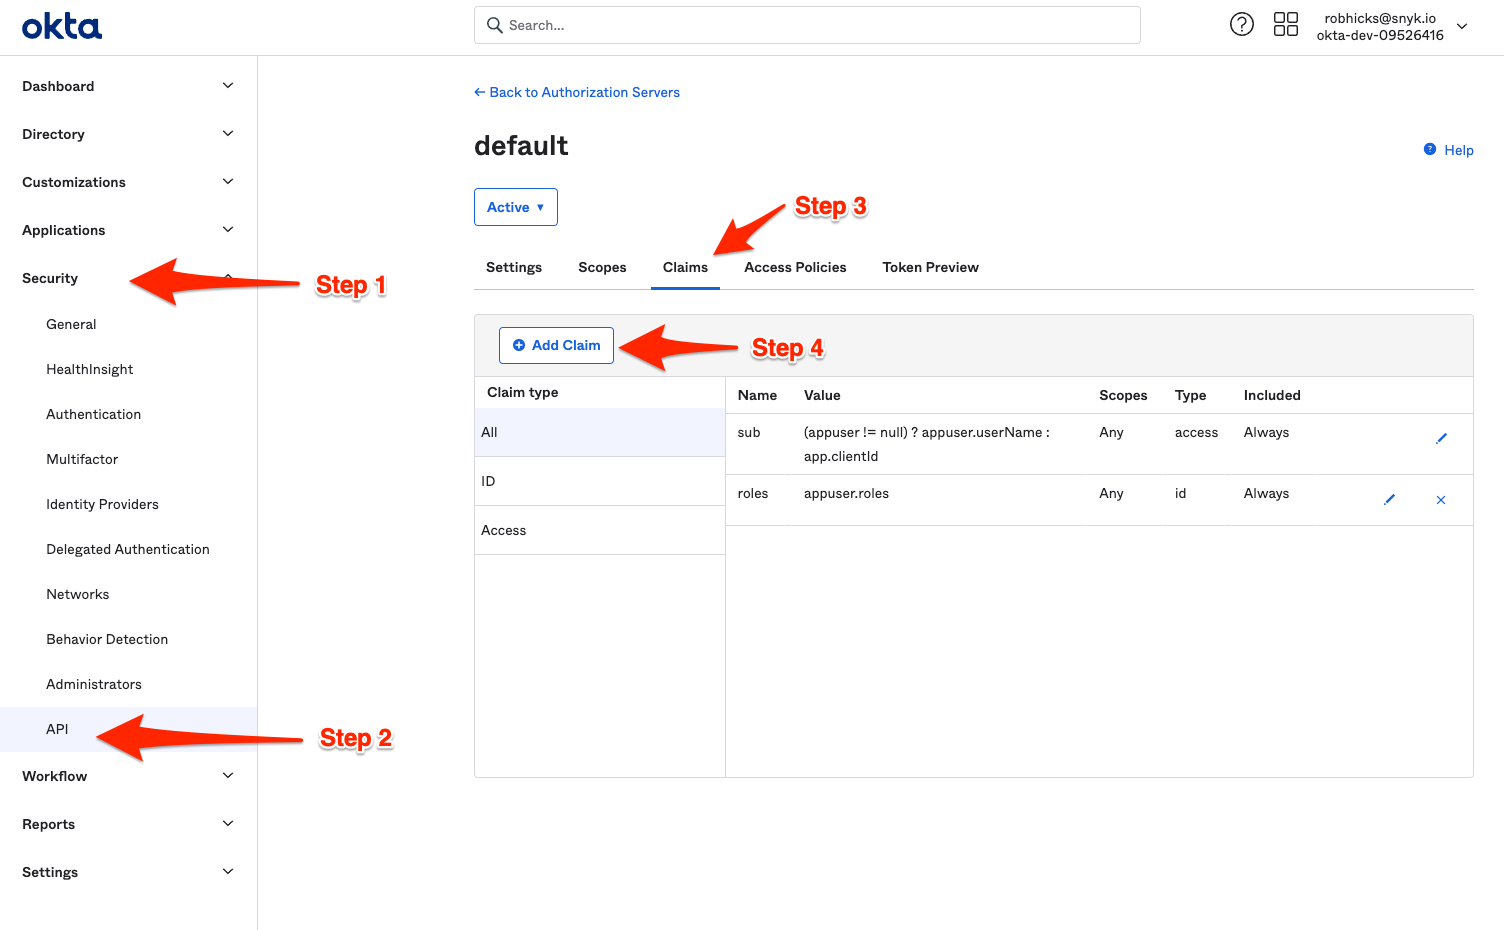 okta
Search...
robhicks@snyk.io
okta-dev-09526416
Dashboard
Directory
Customizations
Applications
Security
Step 1
General
HealthInsight
Authentication
Multifactor
Identity Providers
Delegated Authentication
Networks
Behavior Detection
Administrators
API
Step 2
Workflow
Reports
Settings
← Back to Authorization Servers
default
? Help
Active ▼
Step 3
Settings Scopes Claims Access Policies Token Preview
Add Claim
Step 4
Claim type
All
ID
Access
Name Value Scopes Type Included
sub (appuser != null) ? appuser.userName : Any access Always
app.clientId
roles appuser.roles Any id Always